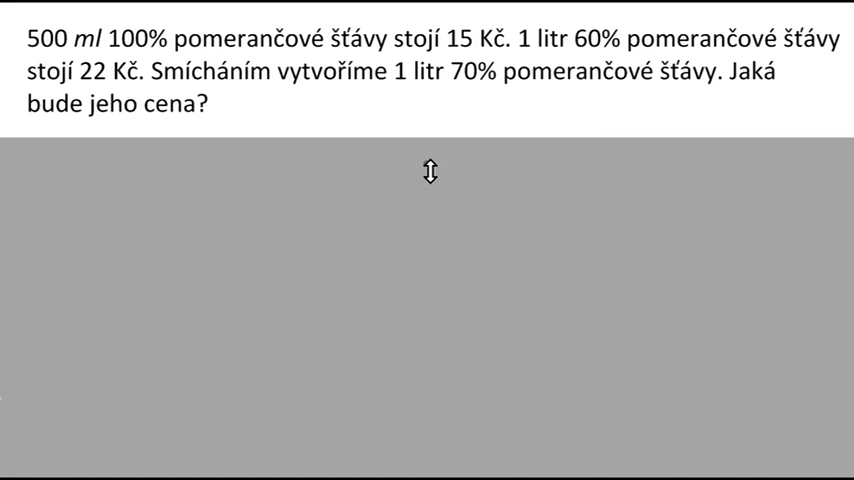 500 ml 100% pomerančové šťávy stojí 15 Kč. 1 litr 60% pomerančové šťávy
stojí 22 Kč. Smícháním vytvoříme 1 litr 70% pomerančové šťávy. Jaká
bude jeho cena?